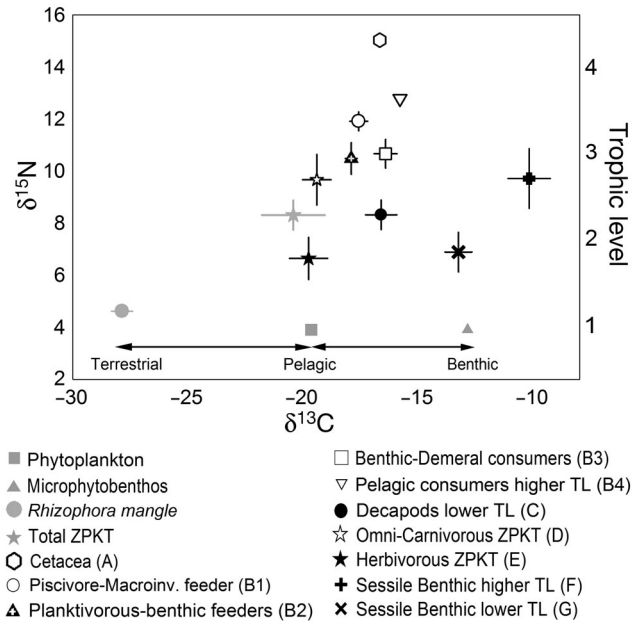 16
14
12
10
8
6
4
2
δ15N
4
3
2
1
Trophic level
Terrestrial Pelagic Benthic
−30 −25 −20 −15 −10
δ13C
Phytoplankton
Microphytobenthos
Rhizophora mangle
Total ZPKT
Cetacea (A)
Piscivore-Macroinv. feeder (B1)
Planktivorous-benthic feeders (B2)
Benthic-Demeral consumers (B3)
Pelagic consumers higher TL (B4)
Decapods lower TL (C)
Omni-Carnivorous ZPKT (D)
Herbivorous ZPKT (E)
Sessile Benthic higher TL (F)
Sessile Benthic lower TL (G)